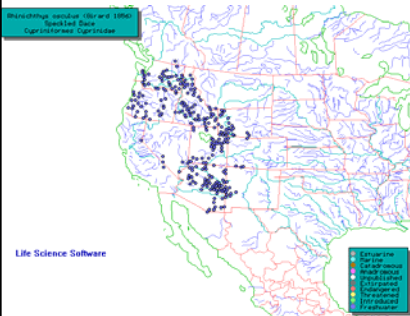 Rhinichthys osculus (Girard 1856)
Speckled Dace
Cypriniformes Cyprinidae
Life Science Software
Estuarine
Marine
Catadromous
Anadromous
Unpublished
Extirpated
Endangered
Threatened
Introduced
Freshwater